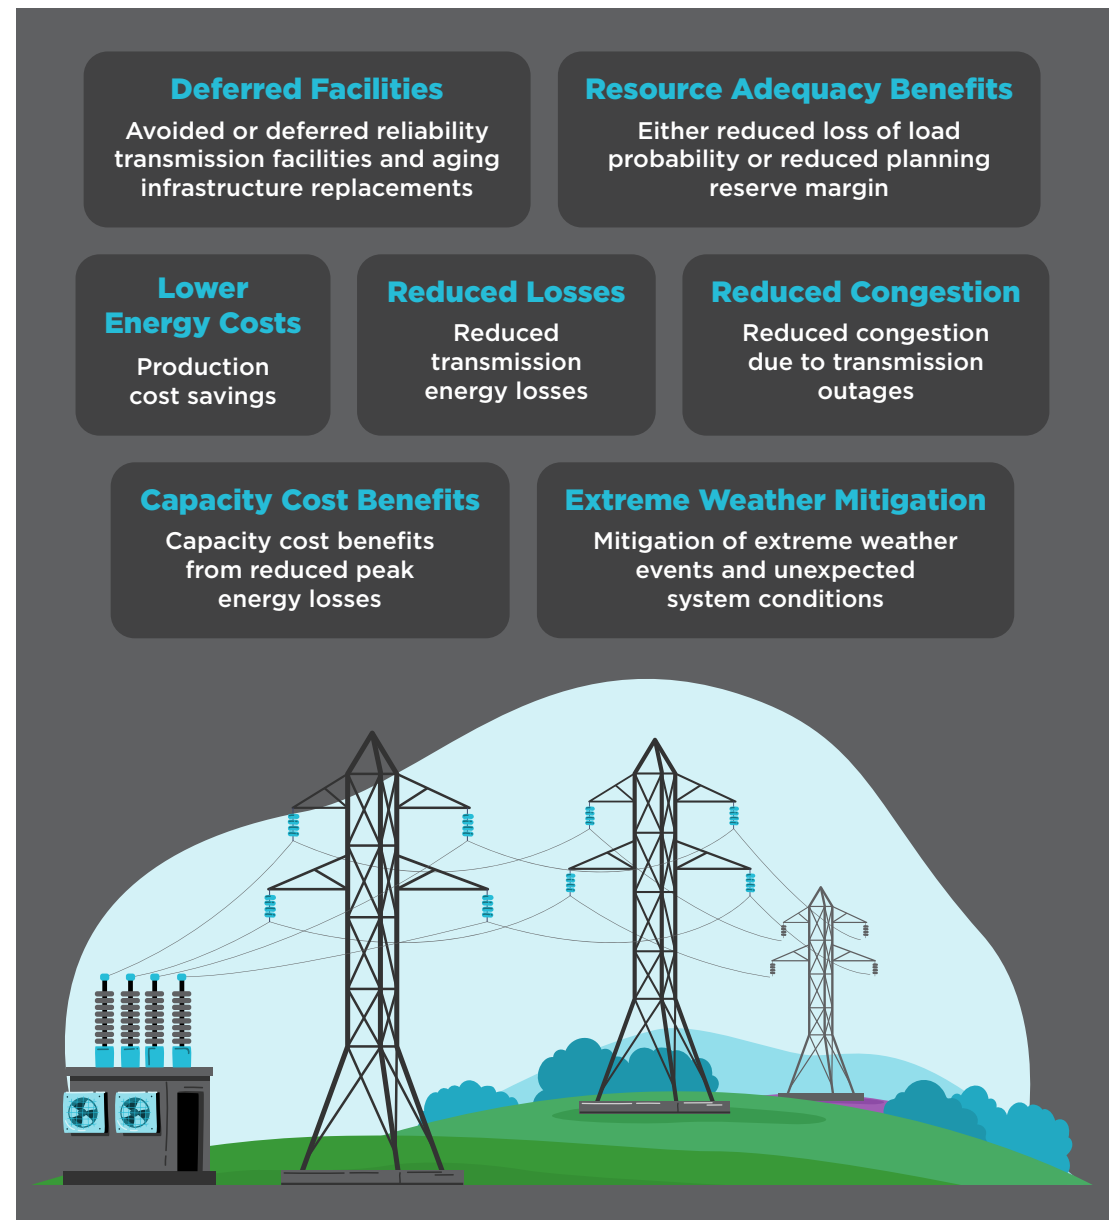 Deferred Facilities
Avoided or deferred reliability
transmission facilities and aging
infrastructure replacements
Resource Adequacy Benefits
Either reduced loss of load
probability or reduced planning
reserve margin
Lower
Energy Costs
Production
cost savings
Reduced Losses
Reduced
transmission
energy losses
Reduced Congestion
Reduced congestion
due to transmission
outages
Capacity Cost Benefits
Capacity cost benefits
from reduced peak
energy losses
Extreme Weather Mitigation
Mitigation of extreme weather
events and unexpected
system conditions